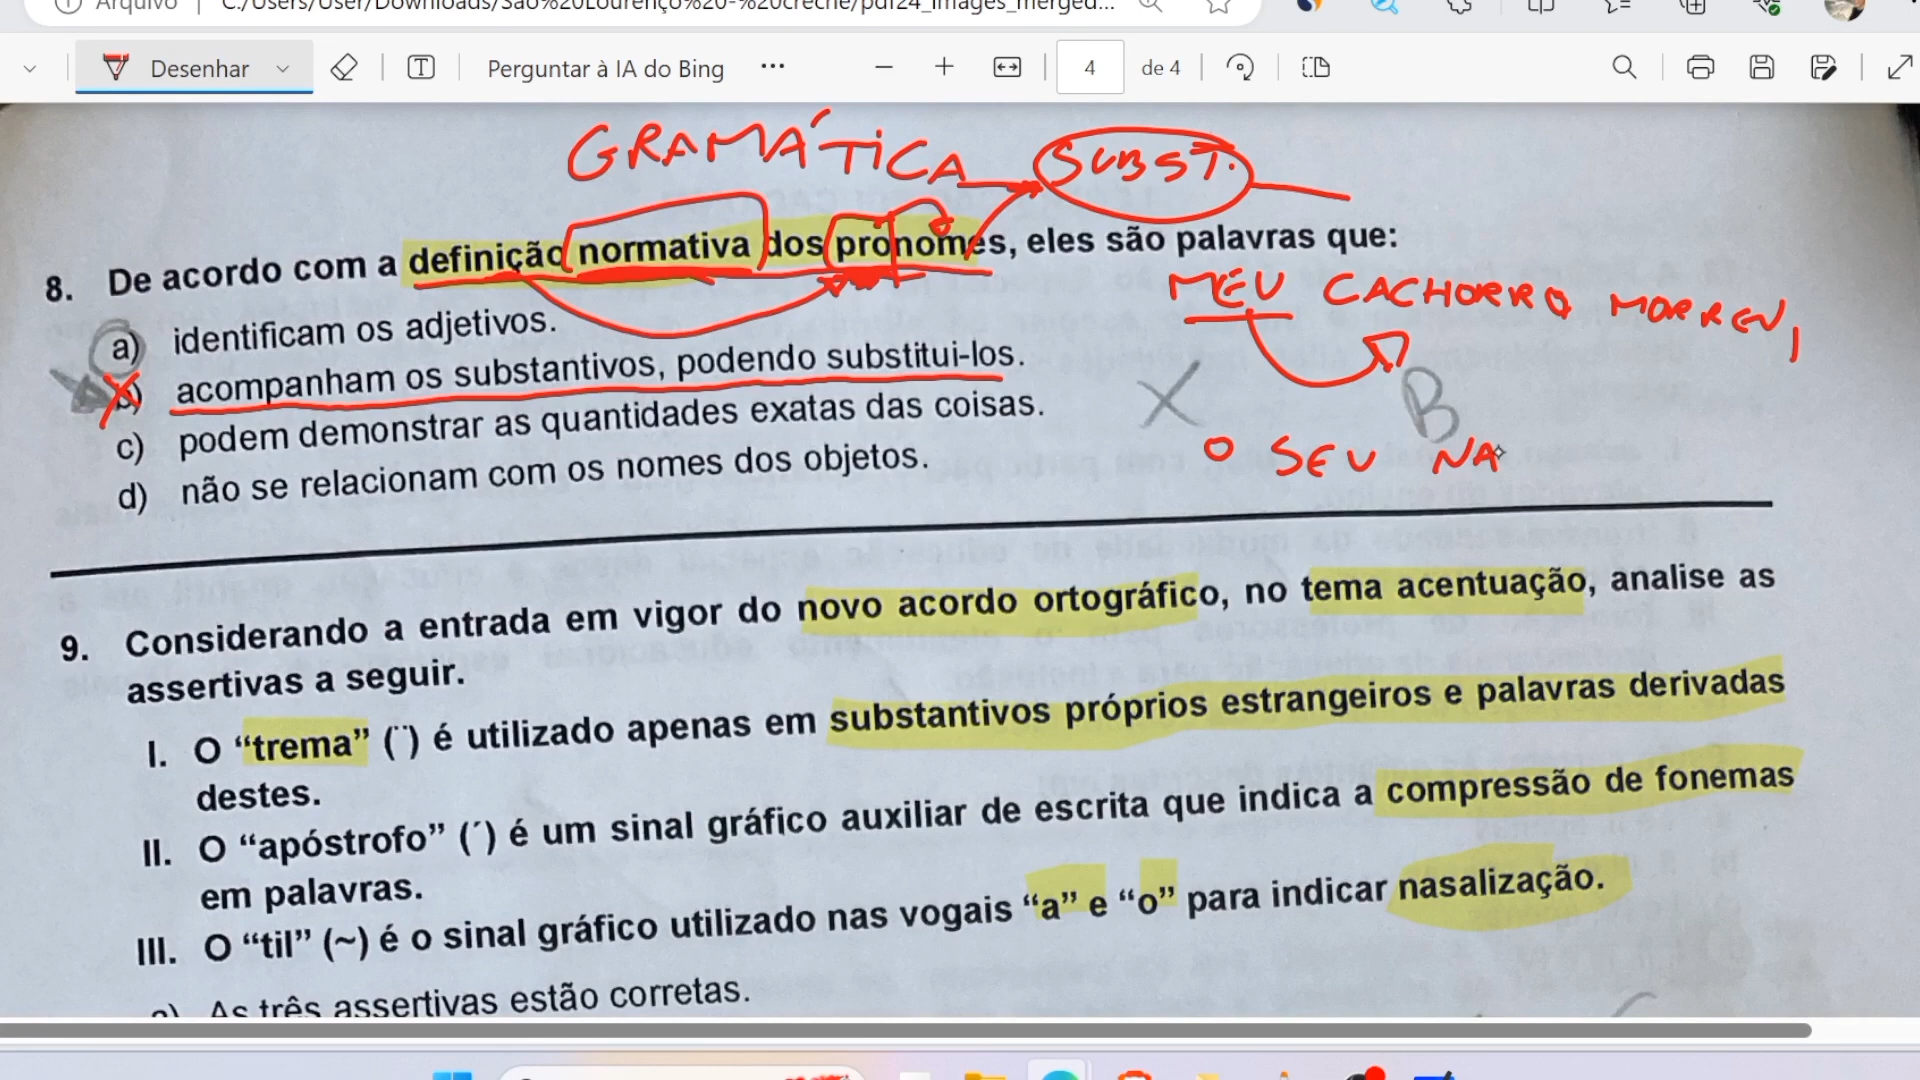 Arquivo C:/Users/User/Downloads/São%20Lourenço%20-%20creche/pdf24_images_merged...
Desenhar Perguntar à IA do Bing ... 4 de 4
GRAMÁTICA SUBST.
8. De acordo com a definição normativa dos pronomes, eles são palavras que:
MEU CACHORRO MORREU,
a) identificam os adjetivos.
b) acompanham os substantivos, podendo substitui-los.
X B
c) podem demonstrar as quantidades exatas das coisas.
O SEU NA
d) não se relacionam com os nomes dos objetos.
9. Considerando a entrada em vigor do novo acordo ortográfico, no tema acentuação, analise as
assertivas a seguir.
I. O “trema” (¨) é utilizado apenas em substantivos próprios estrangeiros e palavras derivadas
destes.
II. O “apóstrofo” (´) é um sinal gráfico auxiliar de escrita que indica a compressão de fonemas
em palavras.
III. O “til” (~) é o sinal gráfico utilizado nas vogais “a” e “o” para indicar nasalização.
a) As três assertivas estão corretas.